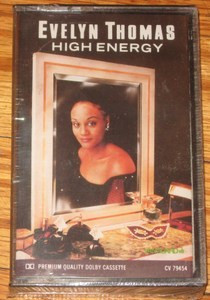 EVELYN THOMAS
HIGH ENERGY
PREMIUM QUALITY DOLBY CASSETTE
CV 79454